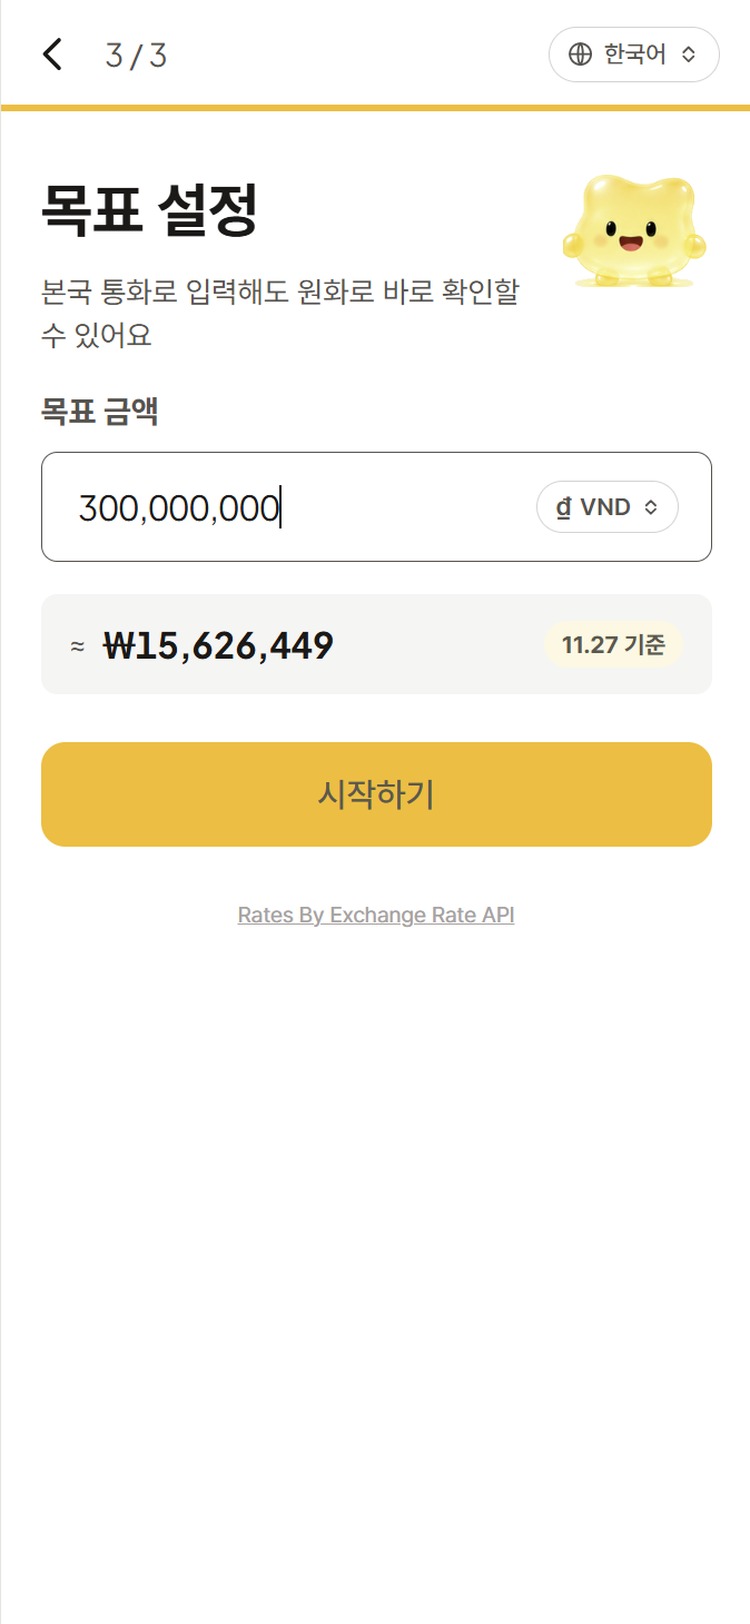 3 / 3
한국어
목표 설정
본국 통화로 입력해도 원화로 바로 확인할
수 있어요
목표 금액
300,000,000
₫ VND
≈ ₩15,626,449
11.27 기준
시작하기
Rates By Exchange Rate API